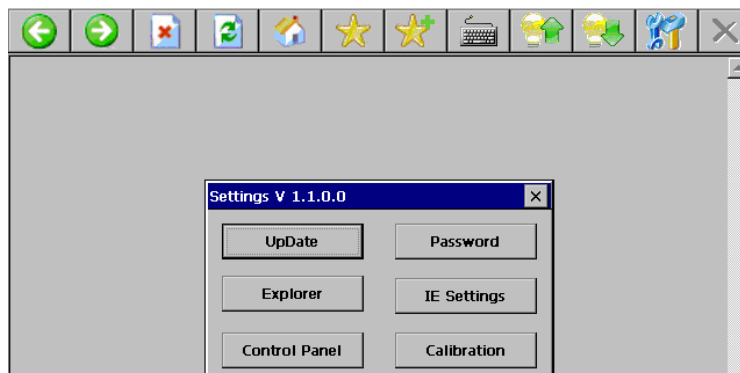 Settings V 1.1.0.0
UpDate
Password
Explorer
IE Settings
Control Panel
Calibration